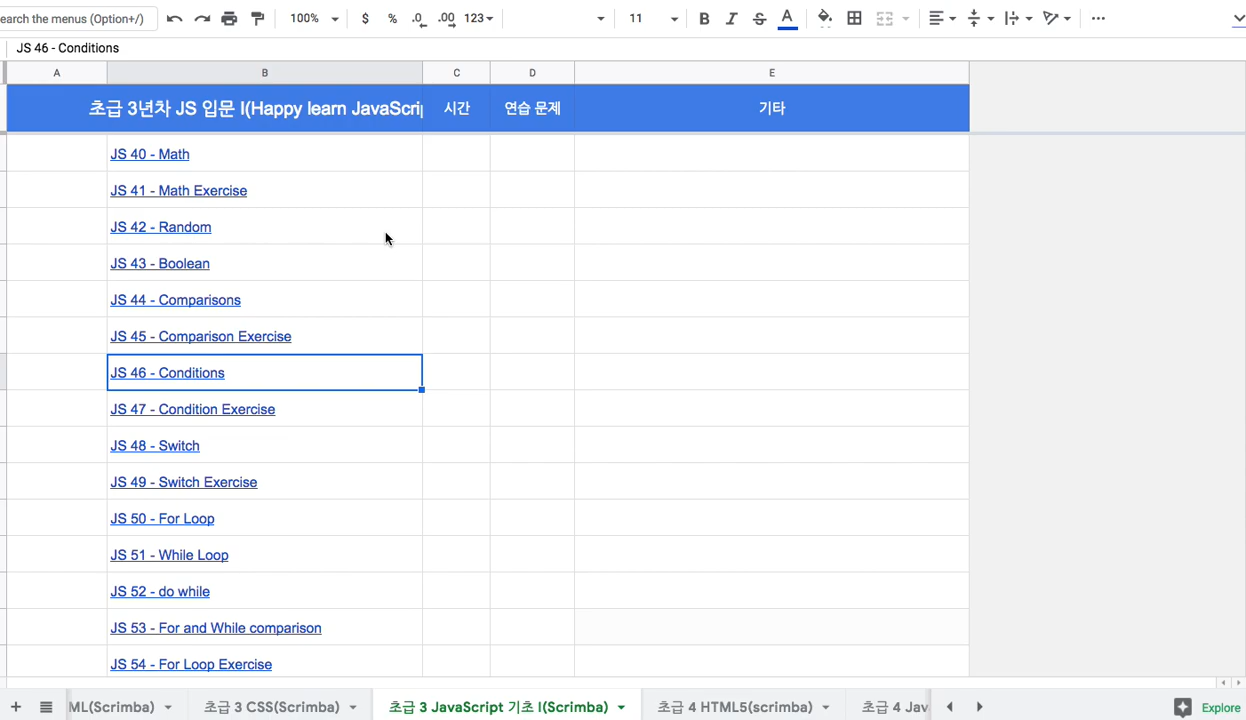 earch the menus (Option+/)
100% $ % .0 .00 123 11 B I S A
JS 46 - Conditions
A B C D E
초급 3년차 JS 입문 I(Happy learn JavaScrip 시간 연습 문제 기타
JS 40 - Math
JS 41 - Math Exercise
JS 42 - Random
JS 43 - Boolean
JS 44 - Comparisons
JS 45 - Comparison Exercise
JS 46 - Conditions
JS 47 - Condition Exercise
JS 48 - Switch
JS 49 - Switch Exercise
JS 50 - For Loop
JS 51 - While Loop
JS 52 - do while
JS 53 - For and While comparison
JS 54 - For Loop Exercise
ML(Scrimba) 초급 3 CSS(Scrimba) 초급 3 JavaScript 기초 I(Scrimba) 초급 4 HTML5(scrimba) 초급 4 Jav Explore